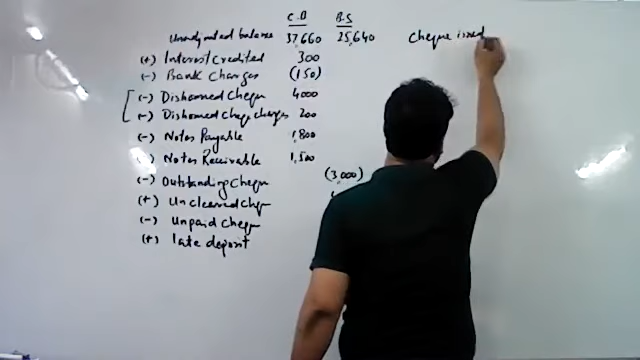 C.B B.S
Unadjusted balance 37,660 25,640 Cheque issued
(+) Interest Credited 300
(-) Bank Charges (150)
(-) Dishonored Cheque 4000
(-) Dishonored Cheque charges 200
(-) Notes Payable 1,800
(-) Notes Receivable 1,500
(-) Outstanding Cheque (3,000)
(+) Uncleared Chqe
(-) Unpaid Cheque
(+) late deposit